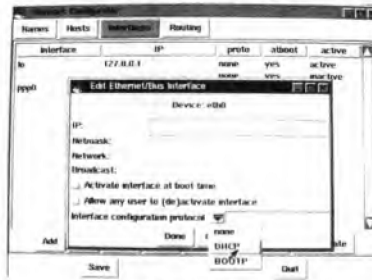 Names Hosts Interfaces Routing
interface IP proto atboot active
lo 127.0.0.1 none yes active
none yes inactive
ppp0
Edit Ethernet/Bus Interface
Device: eth0
IP:
Netmask:
Network:
Broadcast:
Activate interface at boot time
Allow any user to (de)activate interface
Interface configuration protocol
none
DHCP
BOOTP
Add Done
Save Quit